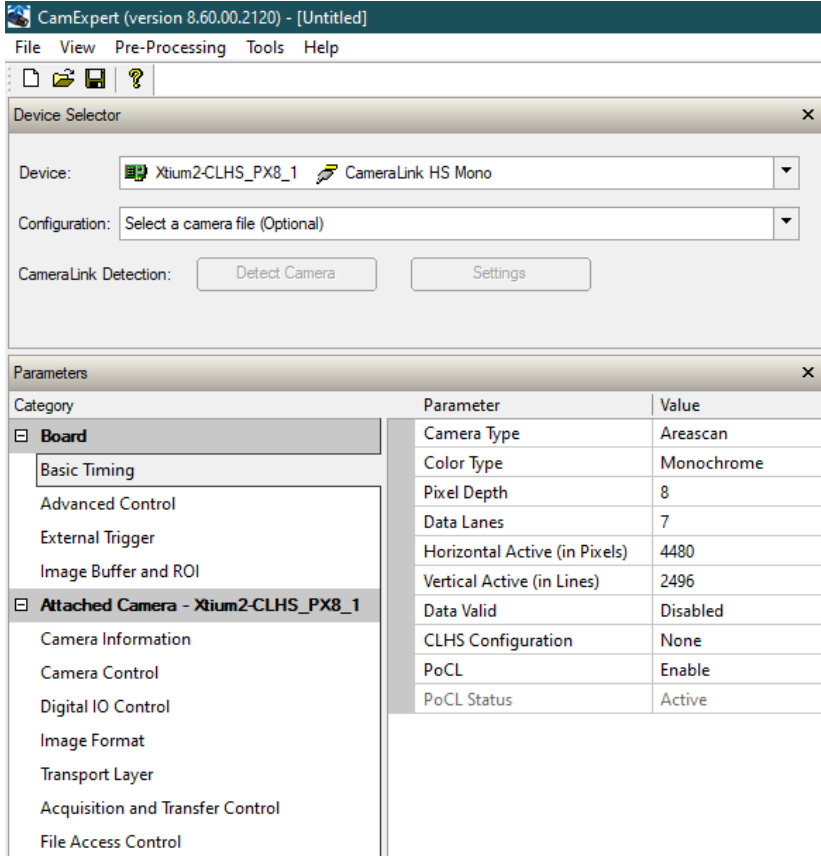 CamExpert (version 8.60.00.2120) - [Untitled]
File View Pre-Processing Tools Help
Device Selector
Device: Xtium2-CLHS_PX8_1 CameraLink HS Mono
Configuration: Select a camera file (Optional)
CameraLink Detection: Detect Camera Settings
Parameters
Category Parameter Value
Board Camera Type Areascan
Basic Timing Color Type Monochrome
Advanced Control Pixel Depth 8
External Trigger Data Lanes 7
Image Buffer and ROI Horizontal Active (in Pixels) 4480
Attached Camera - Xtium2-CLHS_PX8_1 Vertical Active (in Lines) 2496
Camera Information Data Valid Disabled
Camera Control CLHS Configuration None
Digital IO Control PoCL Enable
Image Format PoCL Status Active
Transport Layer
Acquisition and Transfer Control
File Access Control